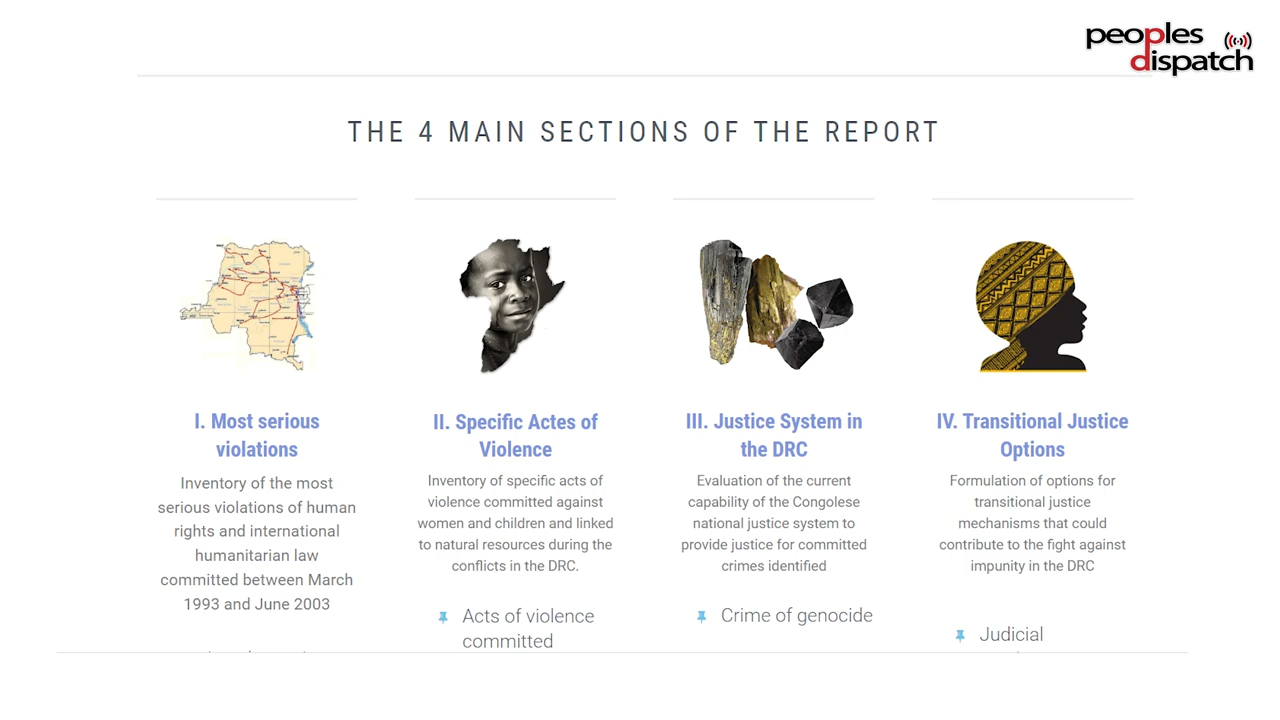 peoples
dispatch
THE 4 MAIN SECTIONS OF THE REPORT
I. Most serious
violations
Inventory of the most
serious violations of human
rights and international
humanitarian law
committed between March
1993 and June 2003
II. Specific Actes of
Violence
Inventory of specific acts of
violence committed against
women and children and linked
to natural resources during the
conflicts in the DRC.
Acts of violence
committed
III. Justice System in
the DRC
Evaluation of the current
capability of the Congolese
national justice system to
provide justice for committed
crimes identified
Crime of genocide
IV. Transitional Justice
Options
Formulation of options for
transitional justice
mechanisms that could
contribute to the fight against
impunity in the DRC
Judicial